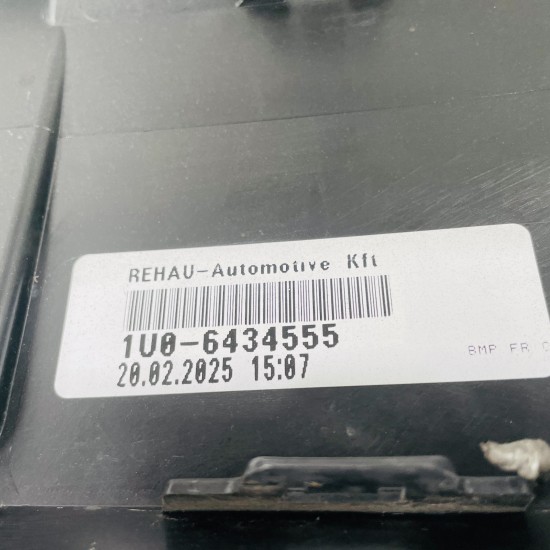 REHAU-Automotive Kft
1U0-6434555
20.02.2025 15:07
BMP FR